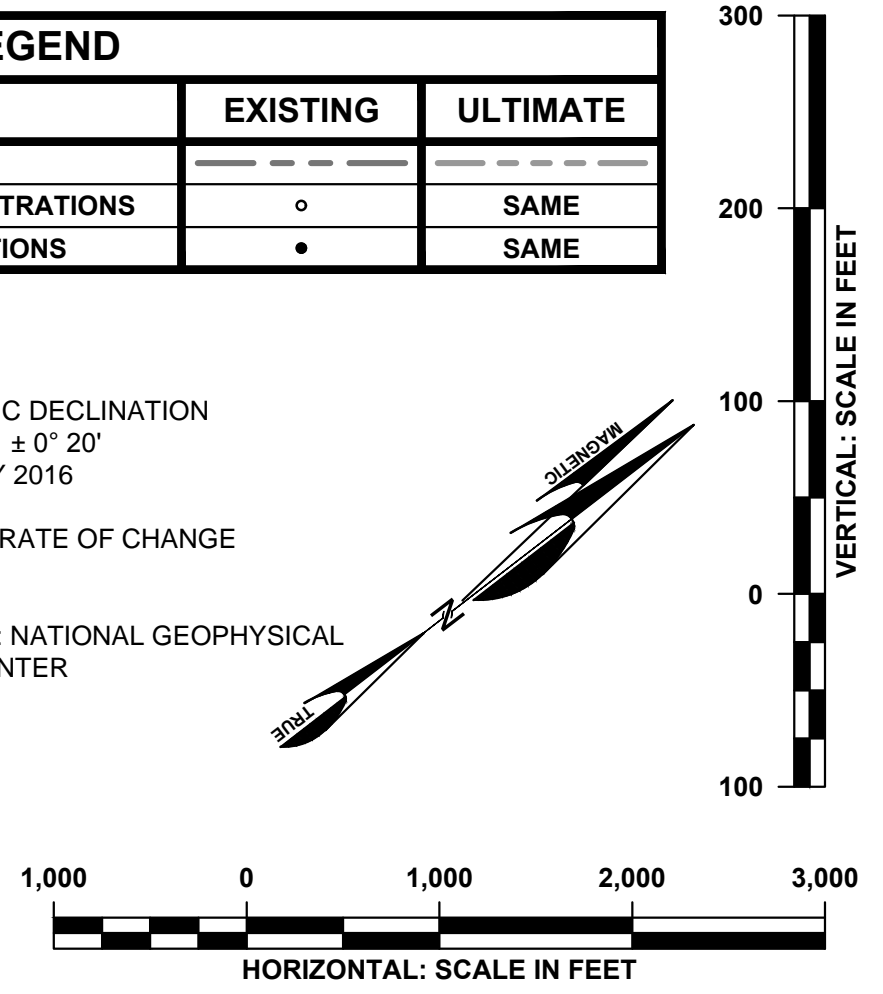 EGEND
EXISTING ULTIMATE
TRATIONS SAME
TIONS SAME
C DECLINATION
± 0° 20'
Y 2016
RATE OF CHANGE
: NATIONAL GEOPHYSICAL
NTER
MAGNETIC
N
TRUE
300
200
100
0
100
VERTICAL: SCALE IN FEET
1,000 0 1,000 2,000 3,000
HORIZONTAL: SCALE IN FEET